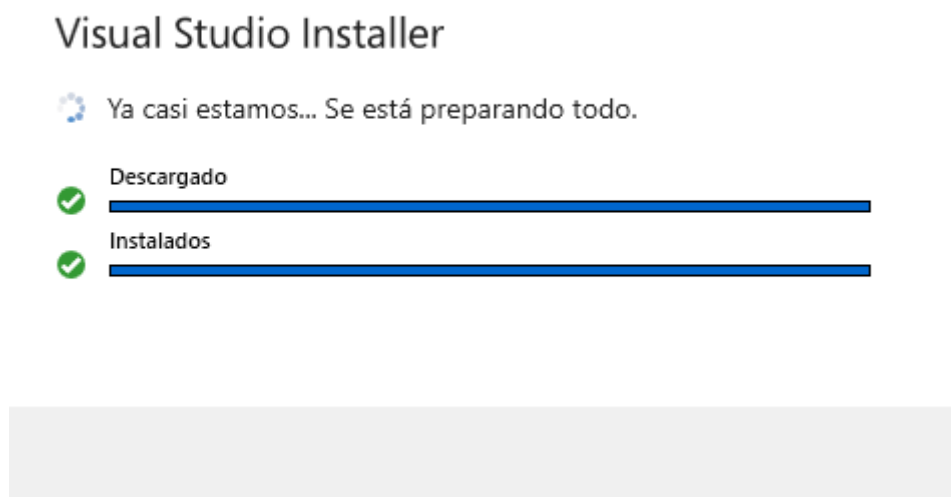 Visual Studio Installer
Ya casi estamos... Se está preparando todo.
Descargado
Instalados